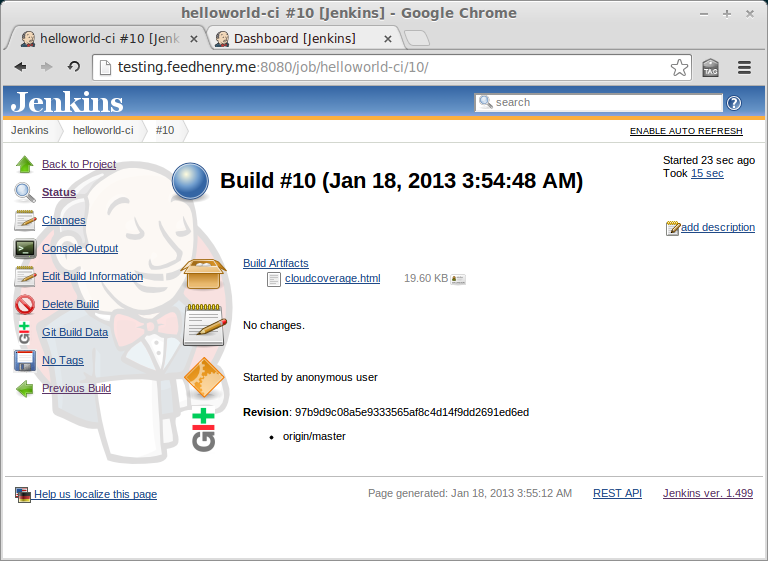 helloworld-ci #10 [Jenkins] - Google Chrome
helloworld-ci #10 [Jenk
Dashboard [Jenkins]
testing.feedhenry.me:8080/job/helloworld-ci/10/
TAG
Jenkins
search
?
Jenkins helloworld-ci #10
ENABLE AUTO REFRESH
Back to Project
Status
Changes
Console Output
Edit Build Information
Delete Build
Git Build Data
No Tags
Previous Build
Build #10 (Jan 18, 2013 3:54:48 AM)
Started 23 sec ago
Took 15 sec
add description
Build Artifacts
cloudcoverage.html 19.60 KB
No changes.
Started by anonymous user
GIT
Revision: 97b9d9c08a5e9333565af8c4d14f9dd2691ed6ed
origin/master
Help us localize this page
Page generated: Jan 18, 2013 3:55:12 AM
REST API
Jenkins ver. 1.499